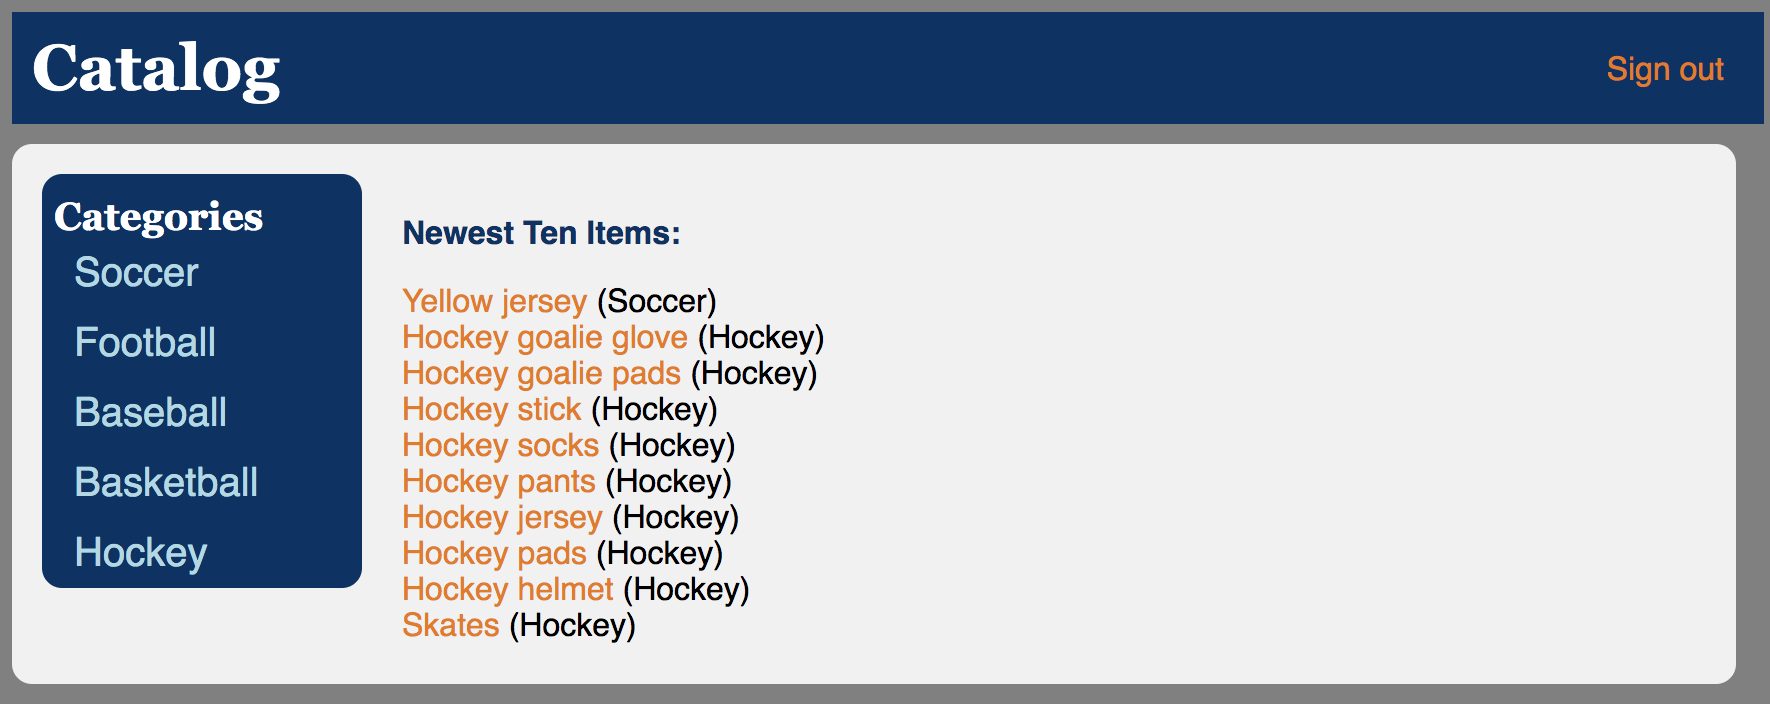 Catalog
Sign out
Categories
Soccer
Football
Baseball
Basketball
Hockey
Newest Ten Items:
Yellow jersey (Soccer)
Hockey goalie glove (Hockey)
Hockey goalie pads (Hockey)
Hockey stick (Hockey)
Hockey socks (Hockey)
Hockey pants (Hockey)
Hockey jersey (Hockey)
Hockey pads (Hockey)
Hockey helmet (Hockey)
Skates (Hockey)